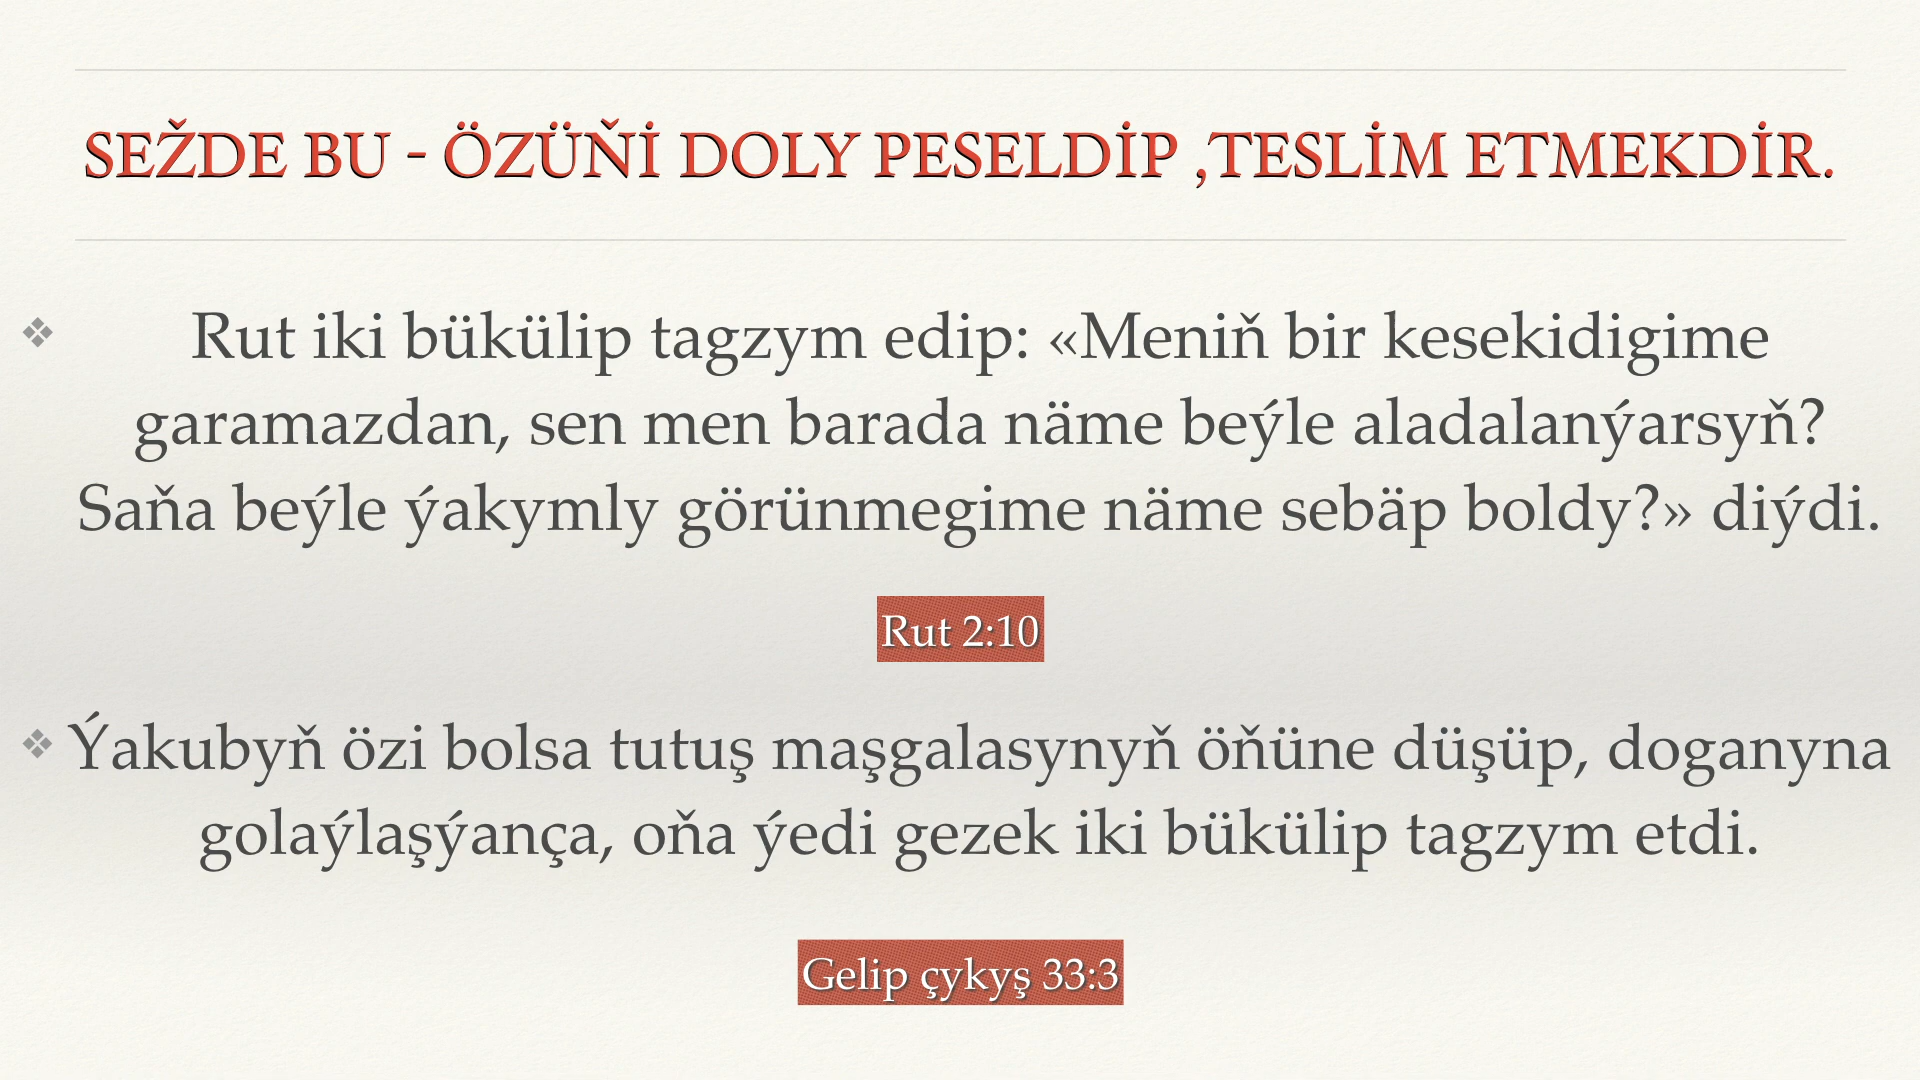 SEŽDE BU - ÖZÜŇİ DOLY PESELDİP ,TESLİM ETMEKDİR.
❖ Rut iki bükülip tagzym edip: «Meniň bir kesekidigime
garamazdan, sen men barada näme beýle aladalanýarsyň?
Saňa beýle ýakymly görünmegime näme sebäp boldy?» diýdi.
Rut 2:10
❖ Ýakubyň özi bolsa tutuş maşgalasynyň öňüne düşüp, doganyna
golaýlaşýança, oňa ýedi gezek iki bükülip tagzym etdi.
Gelip çykyş 33:3